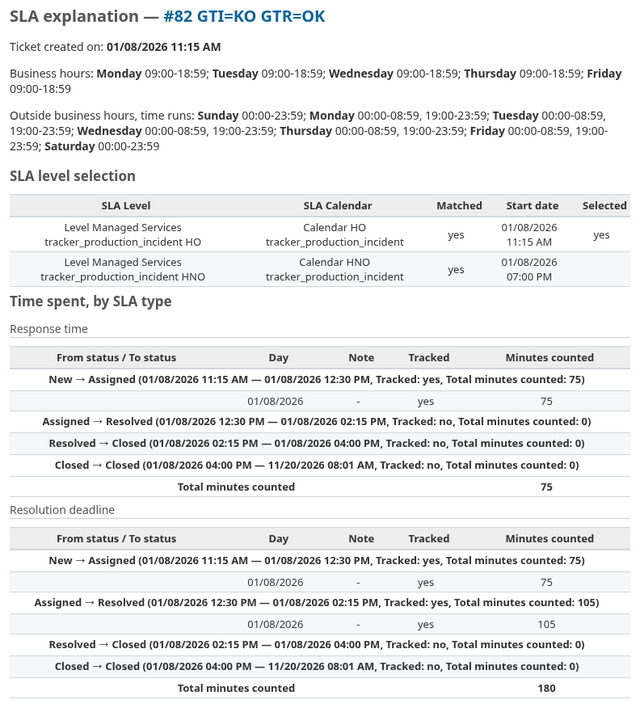 SLA explanation — #82 GTI=KO GTR=OK
Ticket created on: 01/08/2026 11:15 AM
Business hours: Monday 09:00-18:59; Tuesday 09:00-18:59; Wednesday 09:00-18:59; Thursday 09:00-18:59; Friday
09:00-18:59
Outside business hours, time runs: Sunday 00:00-23:59; Monday 00:00-08:59, 19:00-23:59; Tuesday 00:00-08:59,
19:00-23:59; Wednesday 00:00-08:59, 19:00-23:59; Thursday 00:00-08:59, 19:00-23:59; Friday 00:00-08:59, 19:00-
23:59; Saturday 00:00-23:59
SLA level selection
SLA Level SLA Calendar Matched Start date Selected
Level Managed Services Calendar HO 01/08/2026
tracker_production_incident HO tracker_production_incident yes 11:15 AM yes
Level Managed Services Calendar HNO 01/08/2026
tracker_production_incident HNO tracker_production_incident yes 07:00 PM
Time spent, by SLA type
Response time
From status / To status Day Note Tracked Minutes counted
New → Assigned (01/08/2026 11:15 AM — 01/08/2026 12:30 PM, Tracked: yes, Total minutes counted: 75)
01/08/2026 - yes 75
Assigned → Resolved (01/08/2026 12:30 PM — 01/08/2026 02:15 PM, Tracked: no, Total minutes counted: 0)
Resolved → Closed (01/08/2026 02:15 PM — 01/08/2026 04:00 PM, Tracked: no, Total minutes counted: 0)
Closed → Closed (01/08/2026 04:00 PM — 11/20/2026 08:01 AM, Tracked: no, Total minutes counted: 0)
Total minutes counted 75
Resolution deadline
From status / To status Day Note Tracked Minutes counted
New → Assigned (01/08/2026 11:15 AM — 01/08/2026 12:30 PM, Tracked: yes, Total minutes counted: 75)
01/08/2026 - yes 75
Assigned → Resolved (01/08/2026 12:30 PM — 01/08/2026 02:15 PM, Tracked: yes, Total minutes counted: 105)
01/08/2026 - yes 105
Resolved → Closed (01/08/2026 02:15 PM — 01/08/2026 04:00 PM, Tracked: no, Total minutes counted: 0)
Closed → Closed (01/08/2026 04:00 PM — 11/20/2026 08:01 AM, Tracked: no, Total minutes counted: 0)
Total minutes counted 180